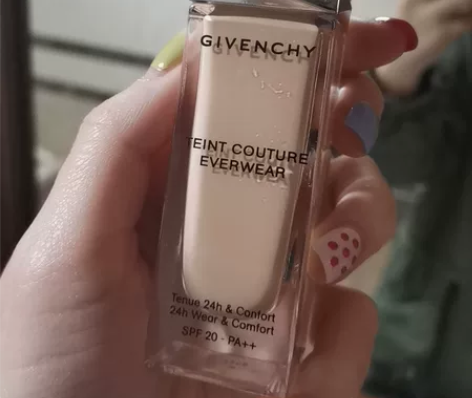 GIVENCHY
TEINT COUTURE
EVERWEAR
Tenue 24h & Confort
24h Wear & Comfort
SPF 20 - PA++